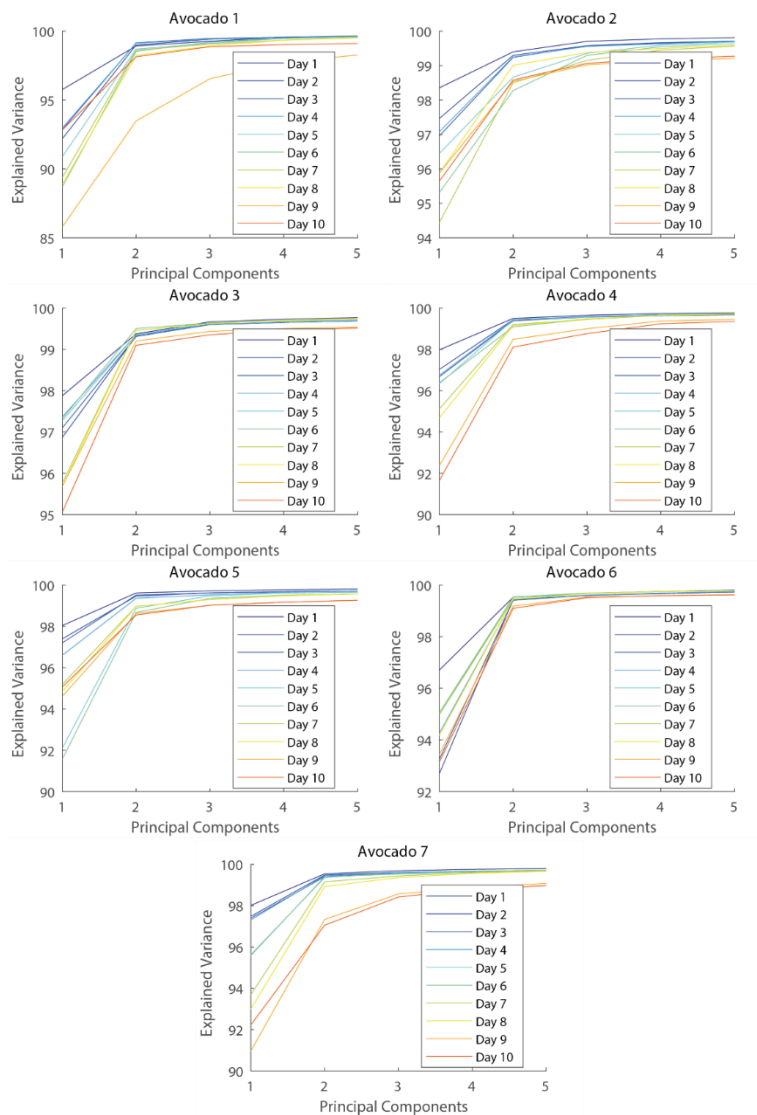 Avocado 1
100
95
90
85
Explained Variance
Day 1
Day 2
Day 3
Day 4
Day 5
Day 6
Day 7
Day 8
Day 9
Day 10
1 2 3 4 5
Principal Components
Avocado 2
100
99
98
97
96
95
94
Explained Variance
Day 1
Day 2
Day 3
Day 4
Day 5
Day 6
Day 7
Day 8
Day 9
Day 10
1 2 3 4 5
Principal Components
Avocado 3
100
99
98
97
96
95
Explained Variance
Day 1
Day 2
Day 3
Day 4
Day 5
Day 6
Day 7
Day 8
Day 9
Day 10
1 2 3 4 5
Principal Components
Avocado 4
100
98
96
94
92
90
Explained Variance
Day 1
Day 2
Day 3
Day 4
Day 5
Day 6
Day 7
Day 8
Day 9
Day 10
1 2 3 4 5
Principal Components
Avocado 5
100
98
96
94
92
90
Explained Variance
Day 1
Day 2
Day 3
Day 4
Day 5
Day 6
Day 7
Day 8
Day 9
Day 10
1 2 3 4 5
Principal Components
Avocado 6
100
98
96
94
92
Explained Variance
Day 1
Day 2
Day 3
Day 4
Day 5
Day 6
Day 7
Day 8
Day 9
Day 10
1 2 3 4 5
Principal Components
Avocado 7
100
98
96
94
92
90
Explained Variance
Day 1
Day 2
Day 3
Day 4
Day 5
Day 6
Day 7
Day 8
Day 9
Day 10
1 2 3 4 5
Principal Components